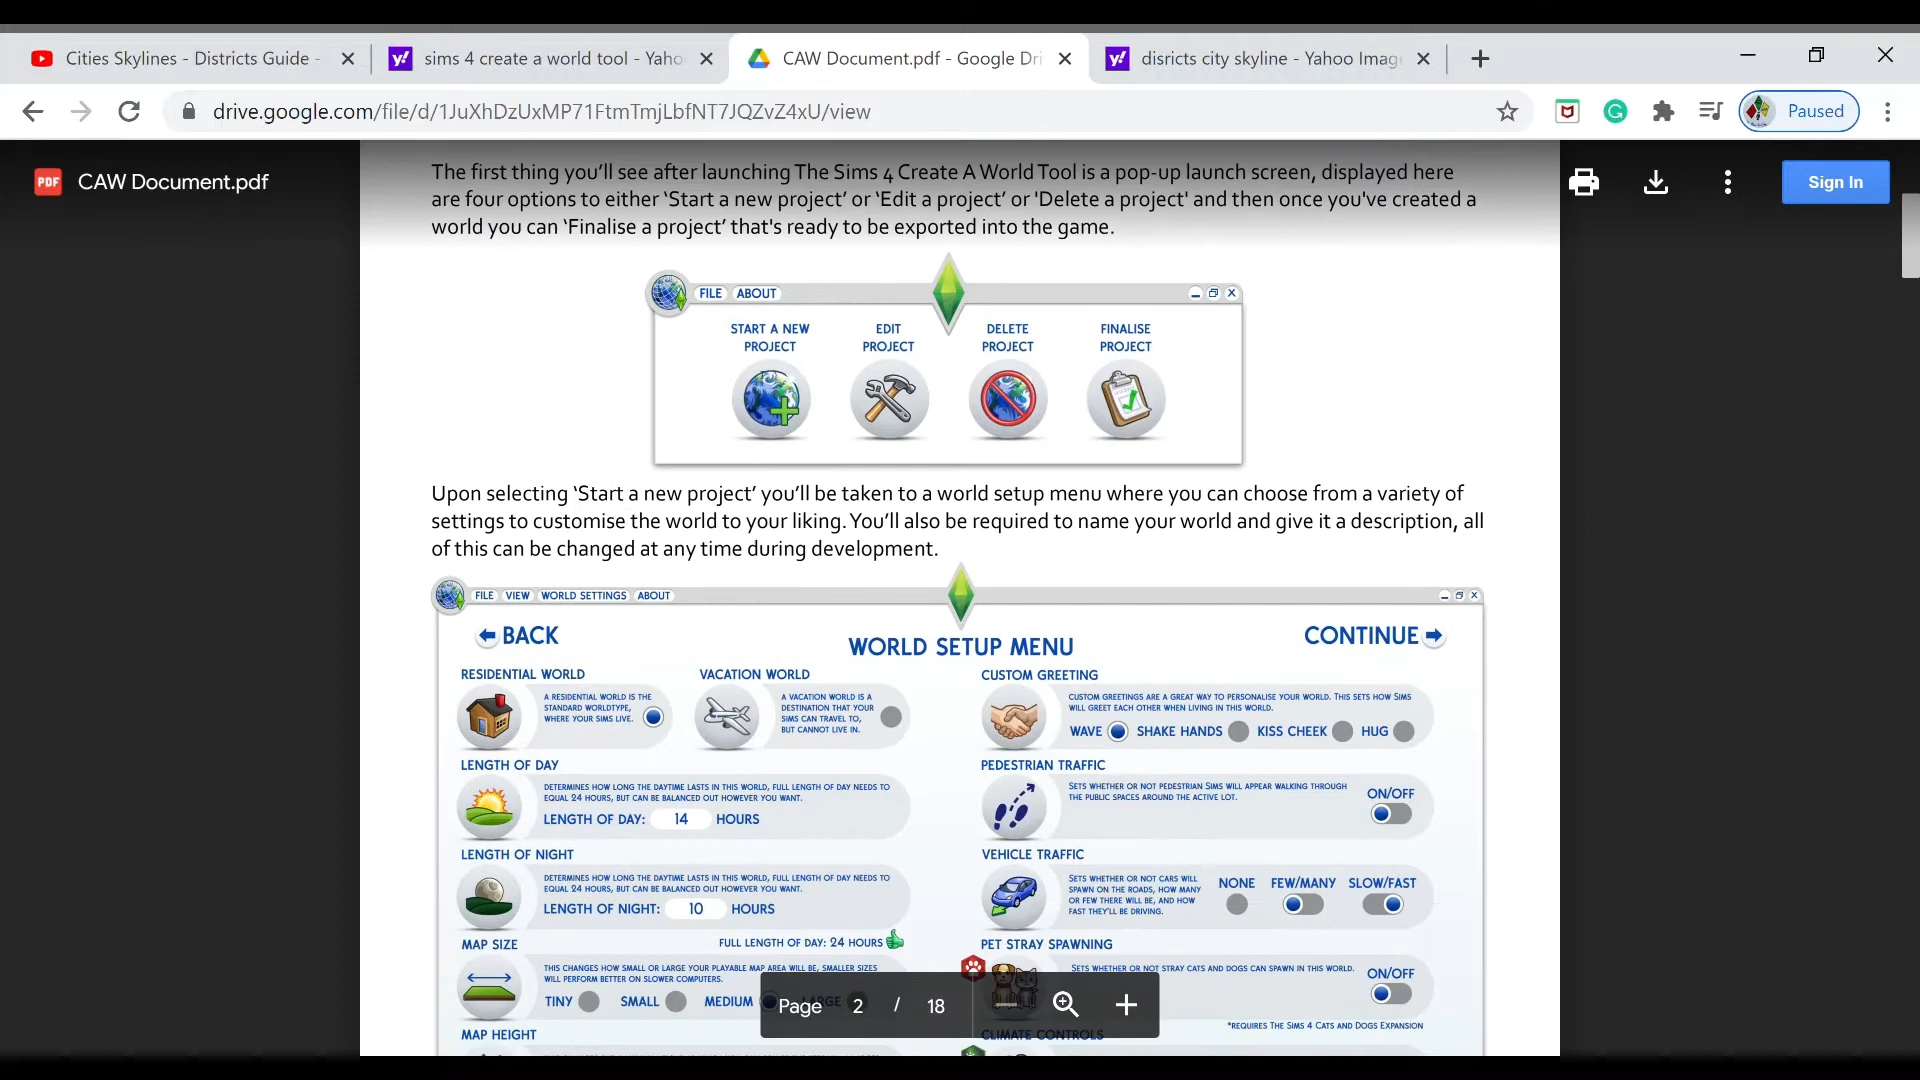 Cities Skylines - Districts Guide -
sims 4 create a world tool - Yaho
CAW Document.pdf - Google Dri
disricts city skyline - Yahoo Imag
drive.google.com/file/d/1JuXhDzUxMP71FtmTmjLbfNT7JQZvZ4xU/view
Paused
PDF CAW Document.pdf
Sign In
The first thing you’ll see after launching The Sims 4 Create A World Tool is a pop-up launch screen, displayed here
are four options to either ‘Start a new project’ or ‘Edit a project’ or 'Delete a project' and then once you've created a
world you can ‘Finalise a project’ that's ready to be exported into the game.
FILE ABOUT
START A NEW PROJECT
EDIT PROJECT
DELETE PROJECT
FINALISE PROJECT
Upon selecting ‘Start a new project’ you’ll be taken to a world setup menu where you can choose from a variety of
settings to customise the world to your liking. You’ll also be required to name your world and give it a description, all
of this can be changed at any time during development.
FILE VIEW WORLD SETTINGS ABOUT
BACK
WORLD SETUP MENU
CONTINUE
RESIDENTIAL WORLD
A RESIDENTIAL WORLD IS THE
STANDARD WORLDTYPE,
WHERE YOUR SIMS LIVE.
VACATION WORLD
A VACATION WORLD IS A
DESTINATION THAT YOUR
SIMS CAN TRAVEL TO,
BUT CANNOT LIVE IN.
CUSTOM GREETING
CUSTOM GREETINGS ARE A GREAT WAY TO PERSONALISE YOUR WORLD. THIS SETS HOW SIMS
WILL GREET EACH OTHER WHEN LIVING IN THIS WORLD.
WAVE SHAKE HANDS KISS CHEEK HUG
LENGTH OF DAY
DETERMINES HOW LONG THE DAYTIME LASTS IN THIS WORLD, FULL LENGTH OF DAY NEEDS TO
EQUAL 24 HOURS, BUT CAN BE BALANCED OUT HOWEVER YOU WANT.
LENGTH OF DAY: 14 HOURS
PEDESTRIAN TRAFFIC
SETS WHETHER OR NOT PEDESTRIAN SIMS WILL APPEAR WALKING THROUGH
THE PUBLIC SPACES AROUND THE ACTIVE LOT.
ON/OFF
LENGTH OF NIGHT
DETERMINES HOW LONG THE DAYTIME LASTS IN THIS WORLD, FULL LENGTH OF DAY NEEDS TO
EQUAL 24 HOURS, BUT CAN BE BALANCED OUT HOWEVER YOU WANT.
LENGTH OF NIGHT: 10 HOURS
FULL LENGTH OF DAY: 24 HOURS
VEHICLE TRAFFIC
SETS WHETHER OR NOT CARS WILL
SPAWN ON THE ROADS, HOW MANY
OR FEW THERE WILL BE, AND HOW
FAST THEY'LL BE DRIVING.
NONE FEW/MANY SLOW/FAST
MAP SIZE
THIS CHANGES HOW SMALL OR LARGE YOUR PLAYABLE MAP AREA WILL BE, SMALLER SIZES
WILL PERFORM BETTER ON SLOWER COMPUTERS.
TINY SMALL MEDIUM LARGE
PET STRAY SPAWNING
SETS WHETHER OR NOT STRAY CATS AND DOGS CAN SPAWN IN THIS WORLD.
ON/OFF
*REQUIRES THE SIMS 4 CATS AND DOGS EXPANSION
Page 2 / 18
MAP HEIGHT
CLIMATE CONTROLS